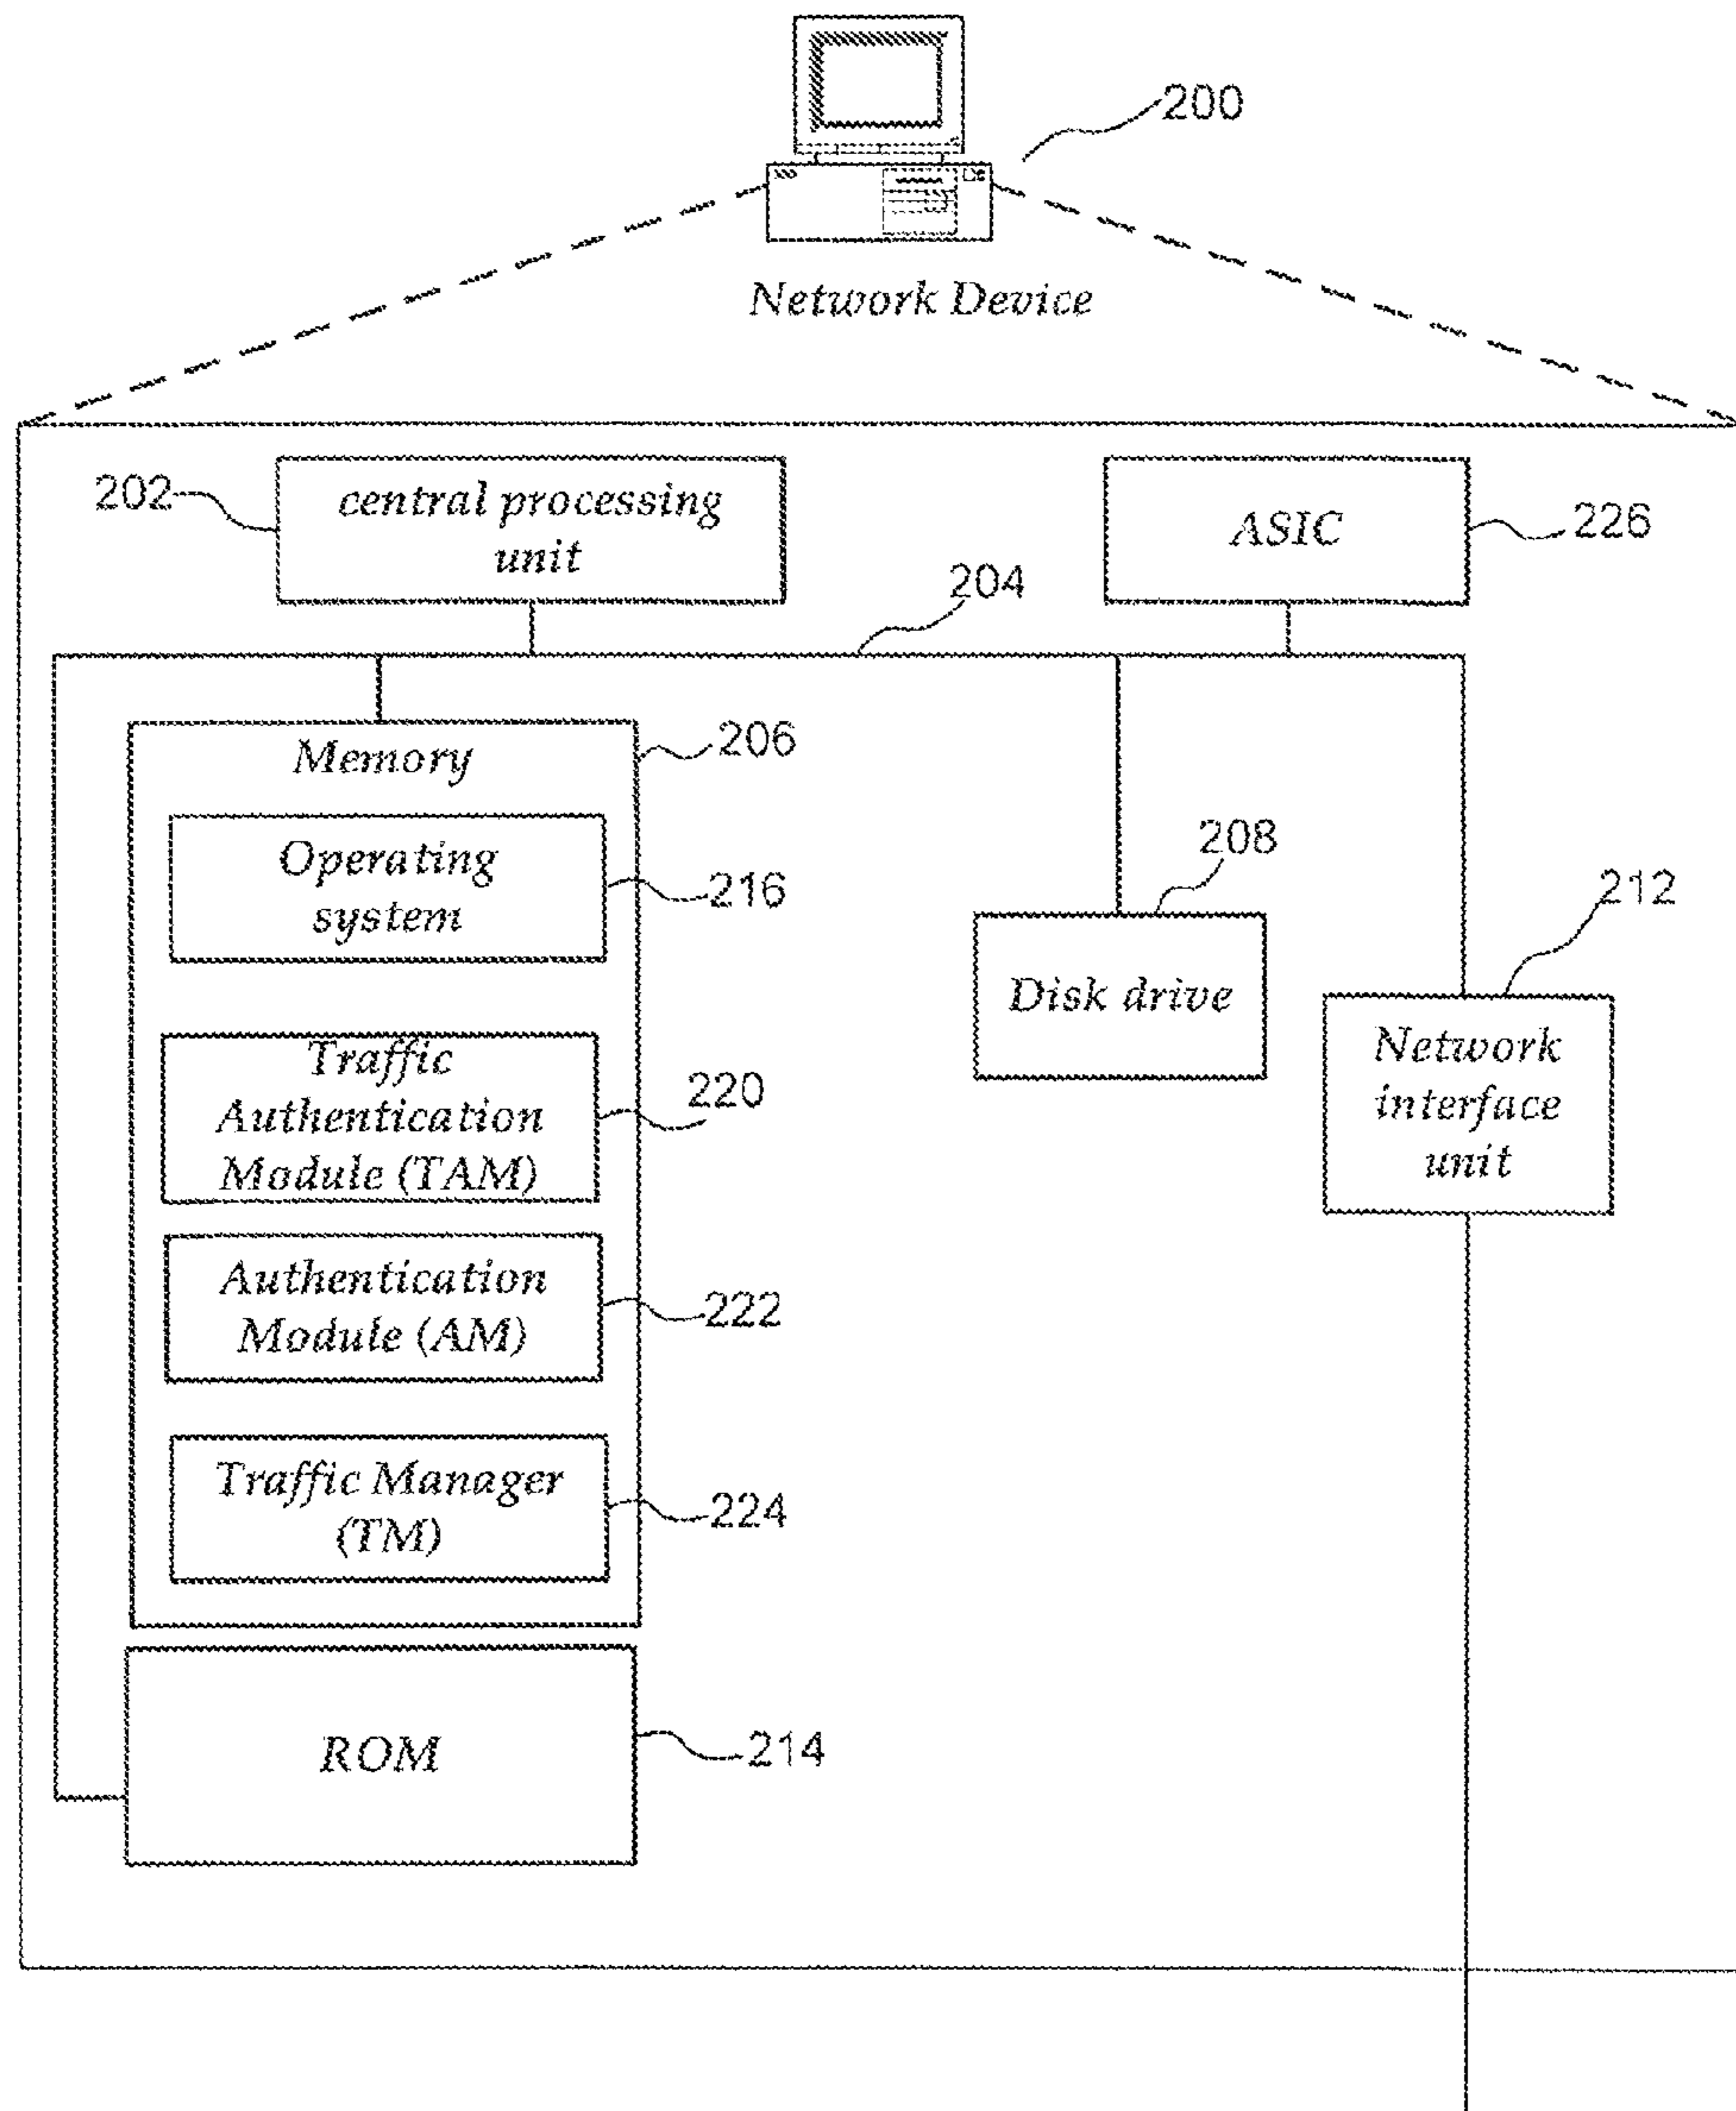 200
Network Device
202
central processing
unit
ASIC
226
204
Memory
206
Operating
system
216
208
Disk drive
212
Network
interface
unit
Traffic
Authentication
Module (TAM)
220
Authentication
Module (AM)
222
Traffic Manager
(TM)
224
ROM
214